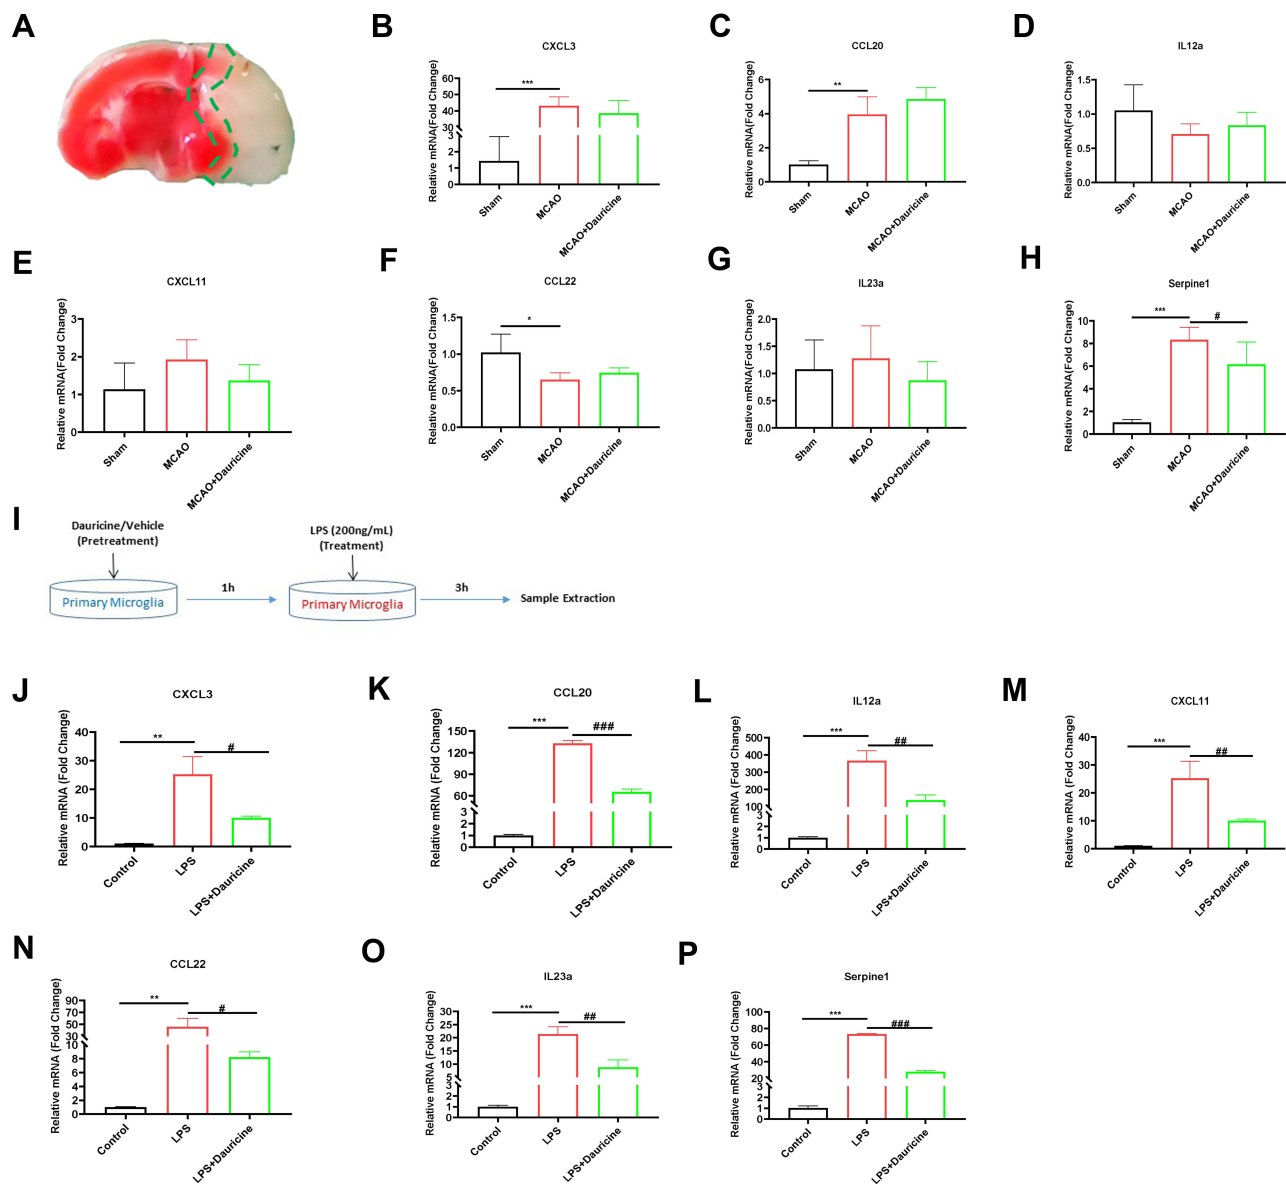 A
B
CXCL3
Relative mRNA(Fold Change)
60
50
40
30
3
2
1
0
***
Sham
MCAO
MCAO+Dauricine
C
CCL20
Relative mRNA(Fold Change)
6
4
2
0
**
Sham
MCAO
MCAO+Dauricine
D
IL12a
Relative mRNA(Fold Change)
1.5
1.0
0.5
0.0
Sham
MCAO
MCAO+Dauricine
E
CXCL11
Relative mRNA(Fold Change)
3
2
1
0
Sham
MCAO
MCAO+Dauricine
F
CCL22
Relative mRNA(Fold Change)
1.5
1.0
0.5
0.0
*
Sham
MCAO
MCAO+Dauricine
G
IL23a
Relative mRNA(Fold Change)
2.0
1.5
1.0
0.5
0.0
Sham
MCAO
MCAO+Dauricine
H
Serpine1
Relative mRNA(Fold Change)
10
8
6
4
2
0
***
#
Sham
MCAO
MCAO+Dauricine
I
Dauricine/Vehicle
(Pretreatment)
Primary Microglia
1h
LPS (200ng/mL)
(Treatment)
Primary Microglia
3h
Sample Extraction
J
CXCL3
Relative mRNA (Fold Change)
40
30
20
10
0
**
#
Control
LPS
LPS+Dauricine
K
CCL20
Relative mRNA (Fold Change)
150
120
90
60
4
3
2
1
0
***
###
Control
LPS
LPS+Dauricine
L
IL12a
Relative mRNA (Fold Change)
500
400
300
200
100
3
2
1
0
***
##
Control
LPS
LPS+Dauricine
M
CXCL11
Relative mRNA (Fold Change)
40
30
20
10
0
***
##
Control
LPS
LPS+Dauricine
N
CCL22
Relative mRNA (Fold Change)
90
70
50
30
10
8
6
4
2
0
**
#
Control
LPS
LPS+Dauricine
O
IL23a
Relative mRNA (Fold Change)
30
25
20
15
10
5
3
2
1
0
***
##
Control
LPS
LPS+Dauricine
P
Serpine1
Relative mRNA (Fold Change)
100
80
60
40
20
3
2
1
0
***
###
Control
LPS
LPS+Dauricine